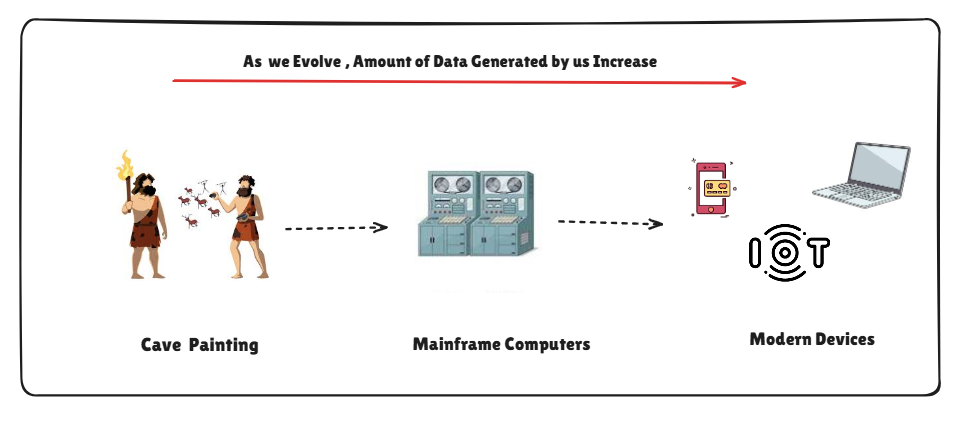 As we Evolve , Amount of Data Generated by us Increase
IOT
Cave Painting
Mainframe Computers
Modern Devices